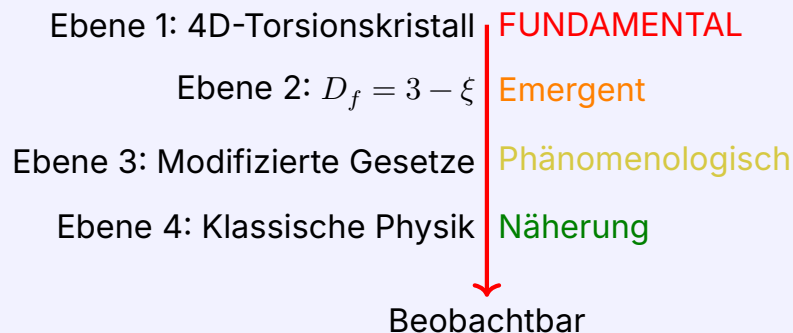 Ebene 1: 4D-Torsionskristall FUNDAMENTAL
Ebene 2: $D_f = 3 - \xi$ Emergent
Ebene 3: Modifizierte Gesetze Phänomenologisch
Ebene 4: Klassische Physik Näherung
Beobachtbar